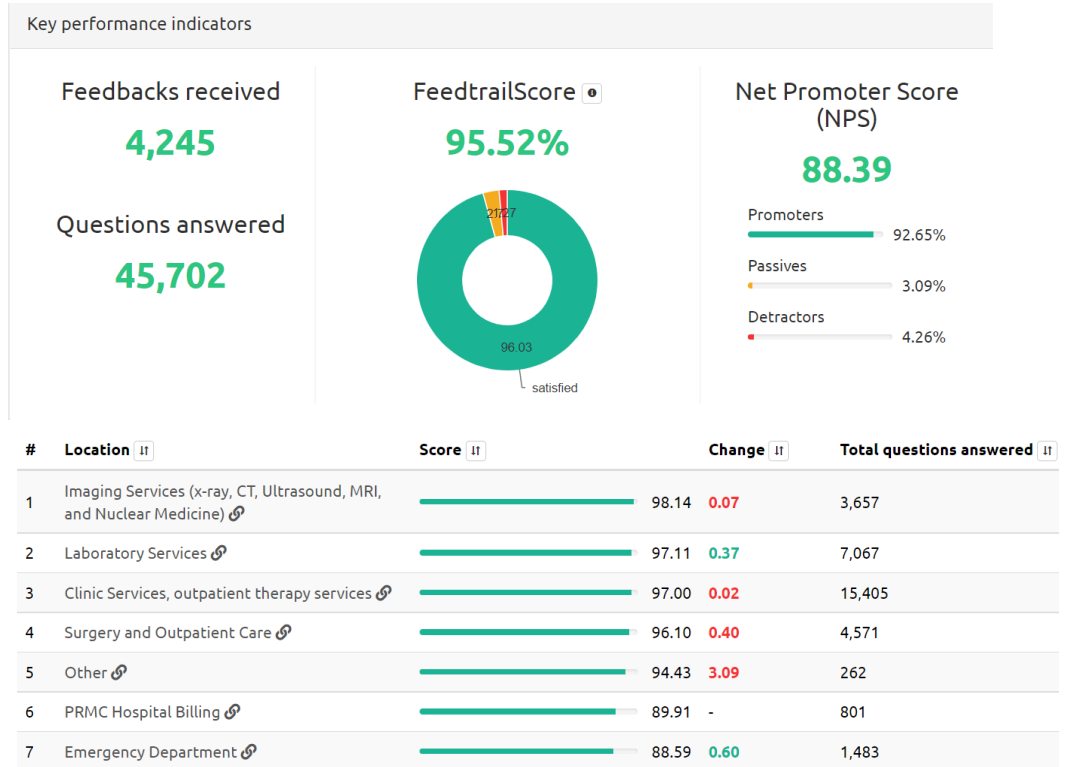 Key performance indicators
Feedbacks received
4,245
Questions answered
45,702
FeedtrailScore
95.52%
96.03
satisfied
Net Promoter Score
(NPS)
88.39
Promoters
92.65%
Passives
3.09%
Detractors
4.26%
# Location Score Change Total questions answered
1 Imaging Services (x-ray, CT, Ultrasound, MRI,
and Nuclear Medicine) 98.14 0.07 3,657
2 Laboratory Services 97.11 0.37 7,067
3 Clinic Services, outpatient therapy services 97.00 0.02 15,405
4 Surgery and Outpatient Care 96.10 0.40 4,571
5 Other 94.43 3.09 262
6 PRMC Hospital Billing 89.91 - 801
7 Emergency Department 88.59 0.60 1,483